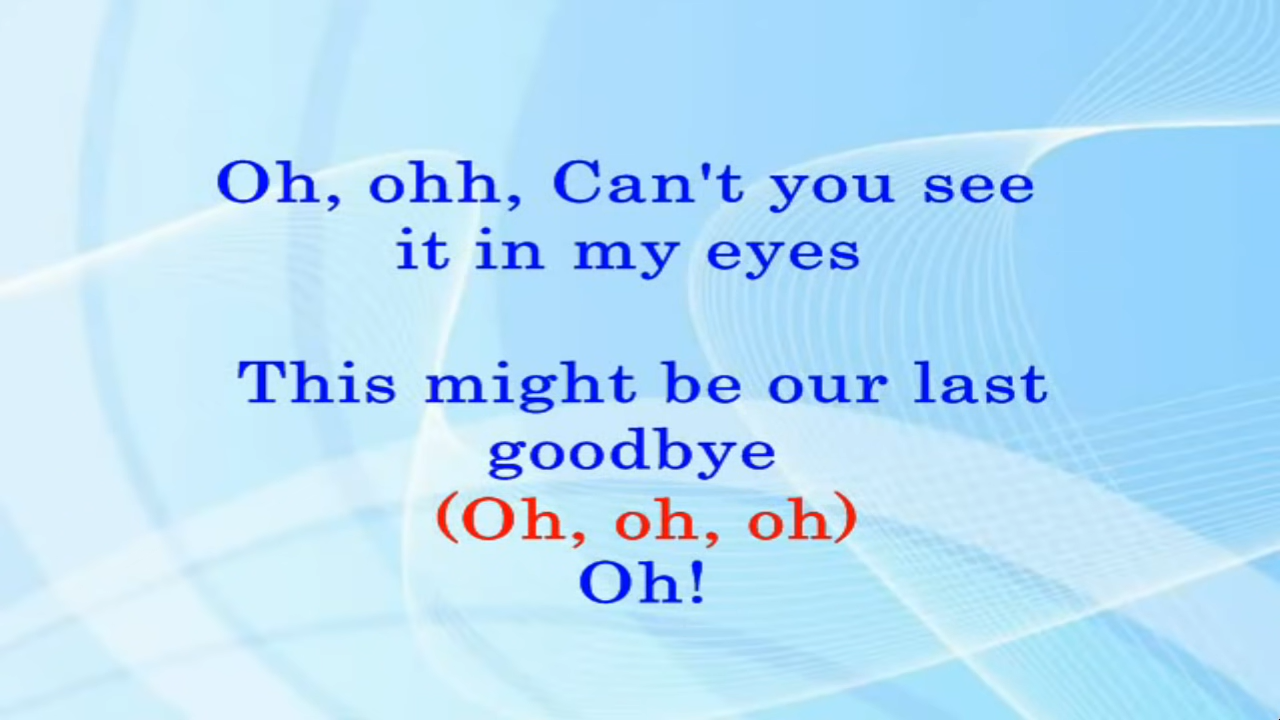 Oh, ohh, Can't you see
it in my eyes
This might be our last
goodbye
(Oh, oh, oh)
Oh!